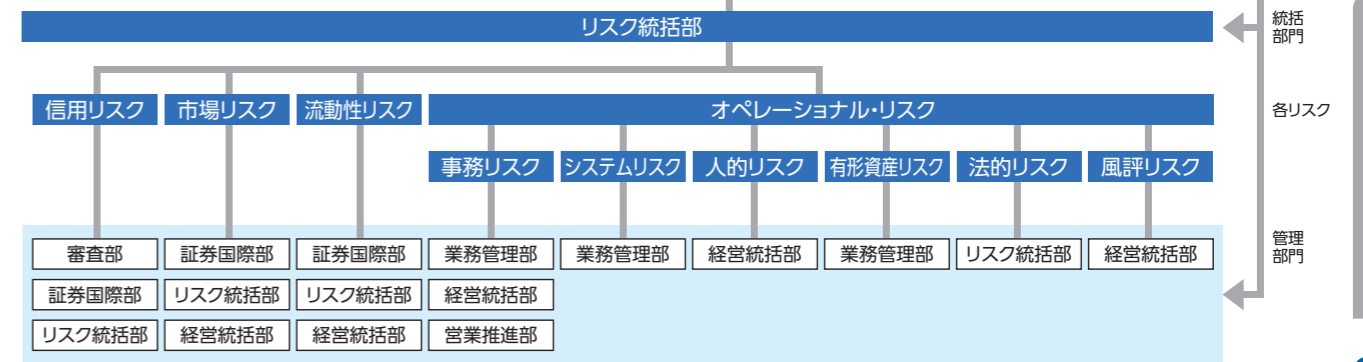 リスク統括部
統括
部門
信用リスク 市場リスク 流動性リスク オペレーショナル・リスク
各リスク
事務リスク システムリスク 人的リスク 有形資産リスク 法的リスク 風評リスク
審査部 証券国際部 証券国際部 業務管理部 業務管理部 経営統括部 業務管理部 リスク統括部 経営統括部
管理
部門
証券国際部 リスク統括部 リスク統括部 経営統括部
リスク統括部 経営統括部 経営統括部 営業推進部